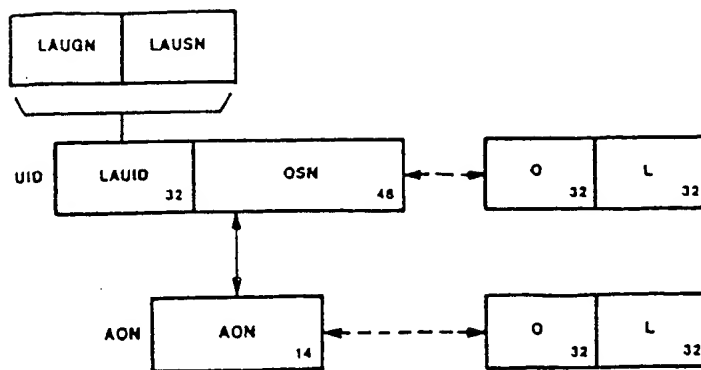 LAUGN LAUSN
UID LAUID 32 OSN 48 O 32 L 32
AON AON 14 O 32 L 32